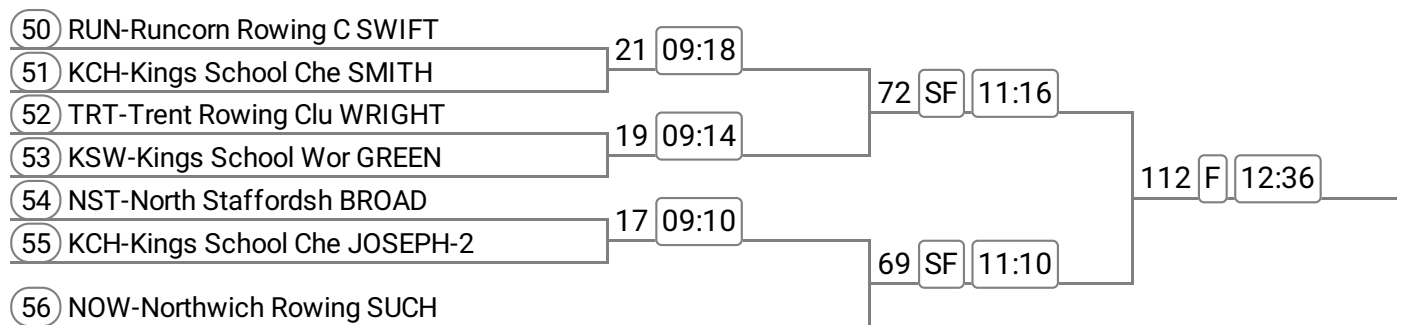 50 RUN-Runcorn Rowing C SWIFT
21 09:18
51 KCH-Kings School Che SMITH
72 SF 11:16
52 TRT-Trent Rowing Clu WRIGHT
19 09:14
53 KSW-Kings School Wor GREEN
112 F 12:36
54 NST-North Staffordsh BROAD
17 09:10
55 KCH-Kings School Che JOSEPH-2
69 SF 11:10
56 NOW-Northwich Rowing SUCH